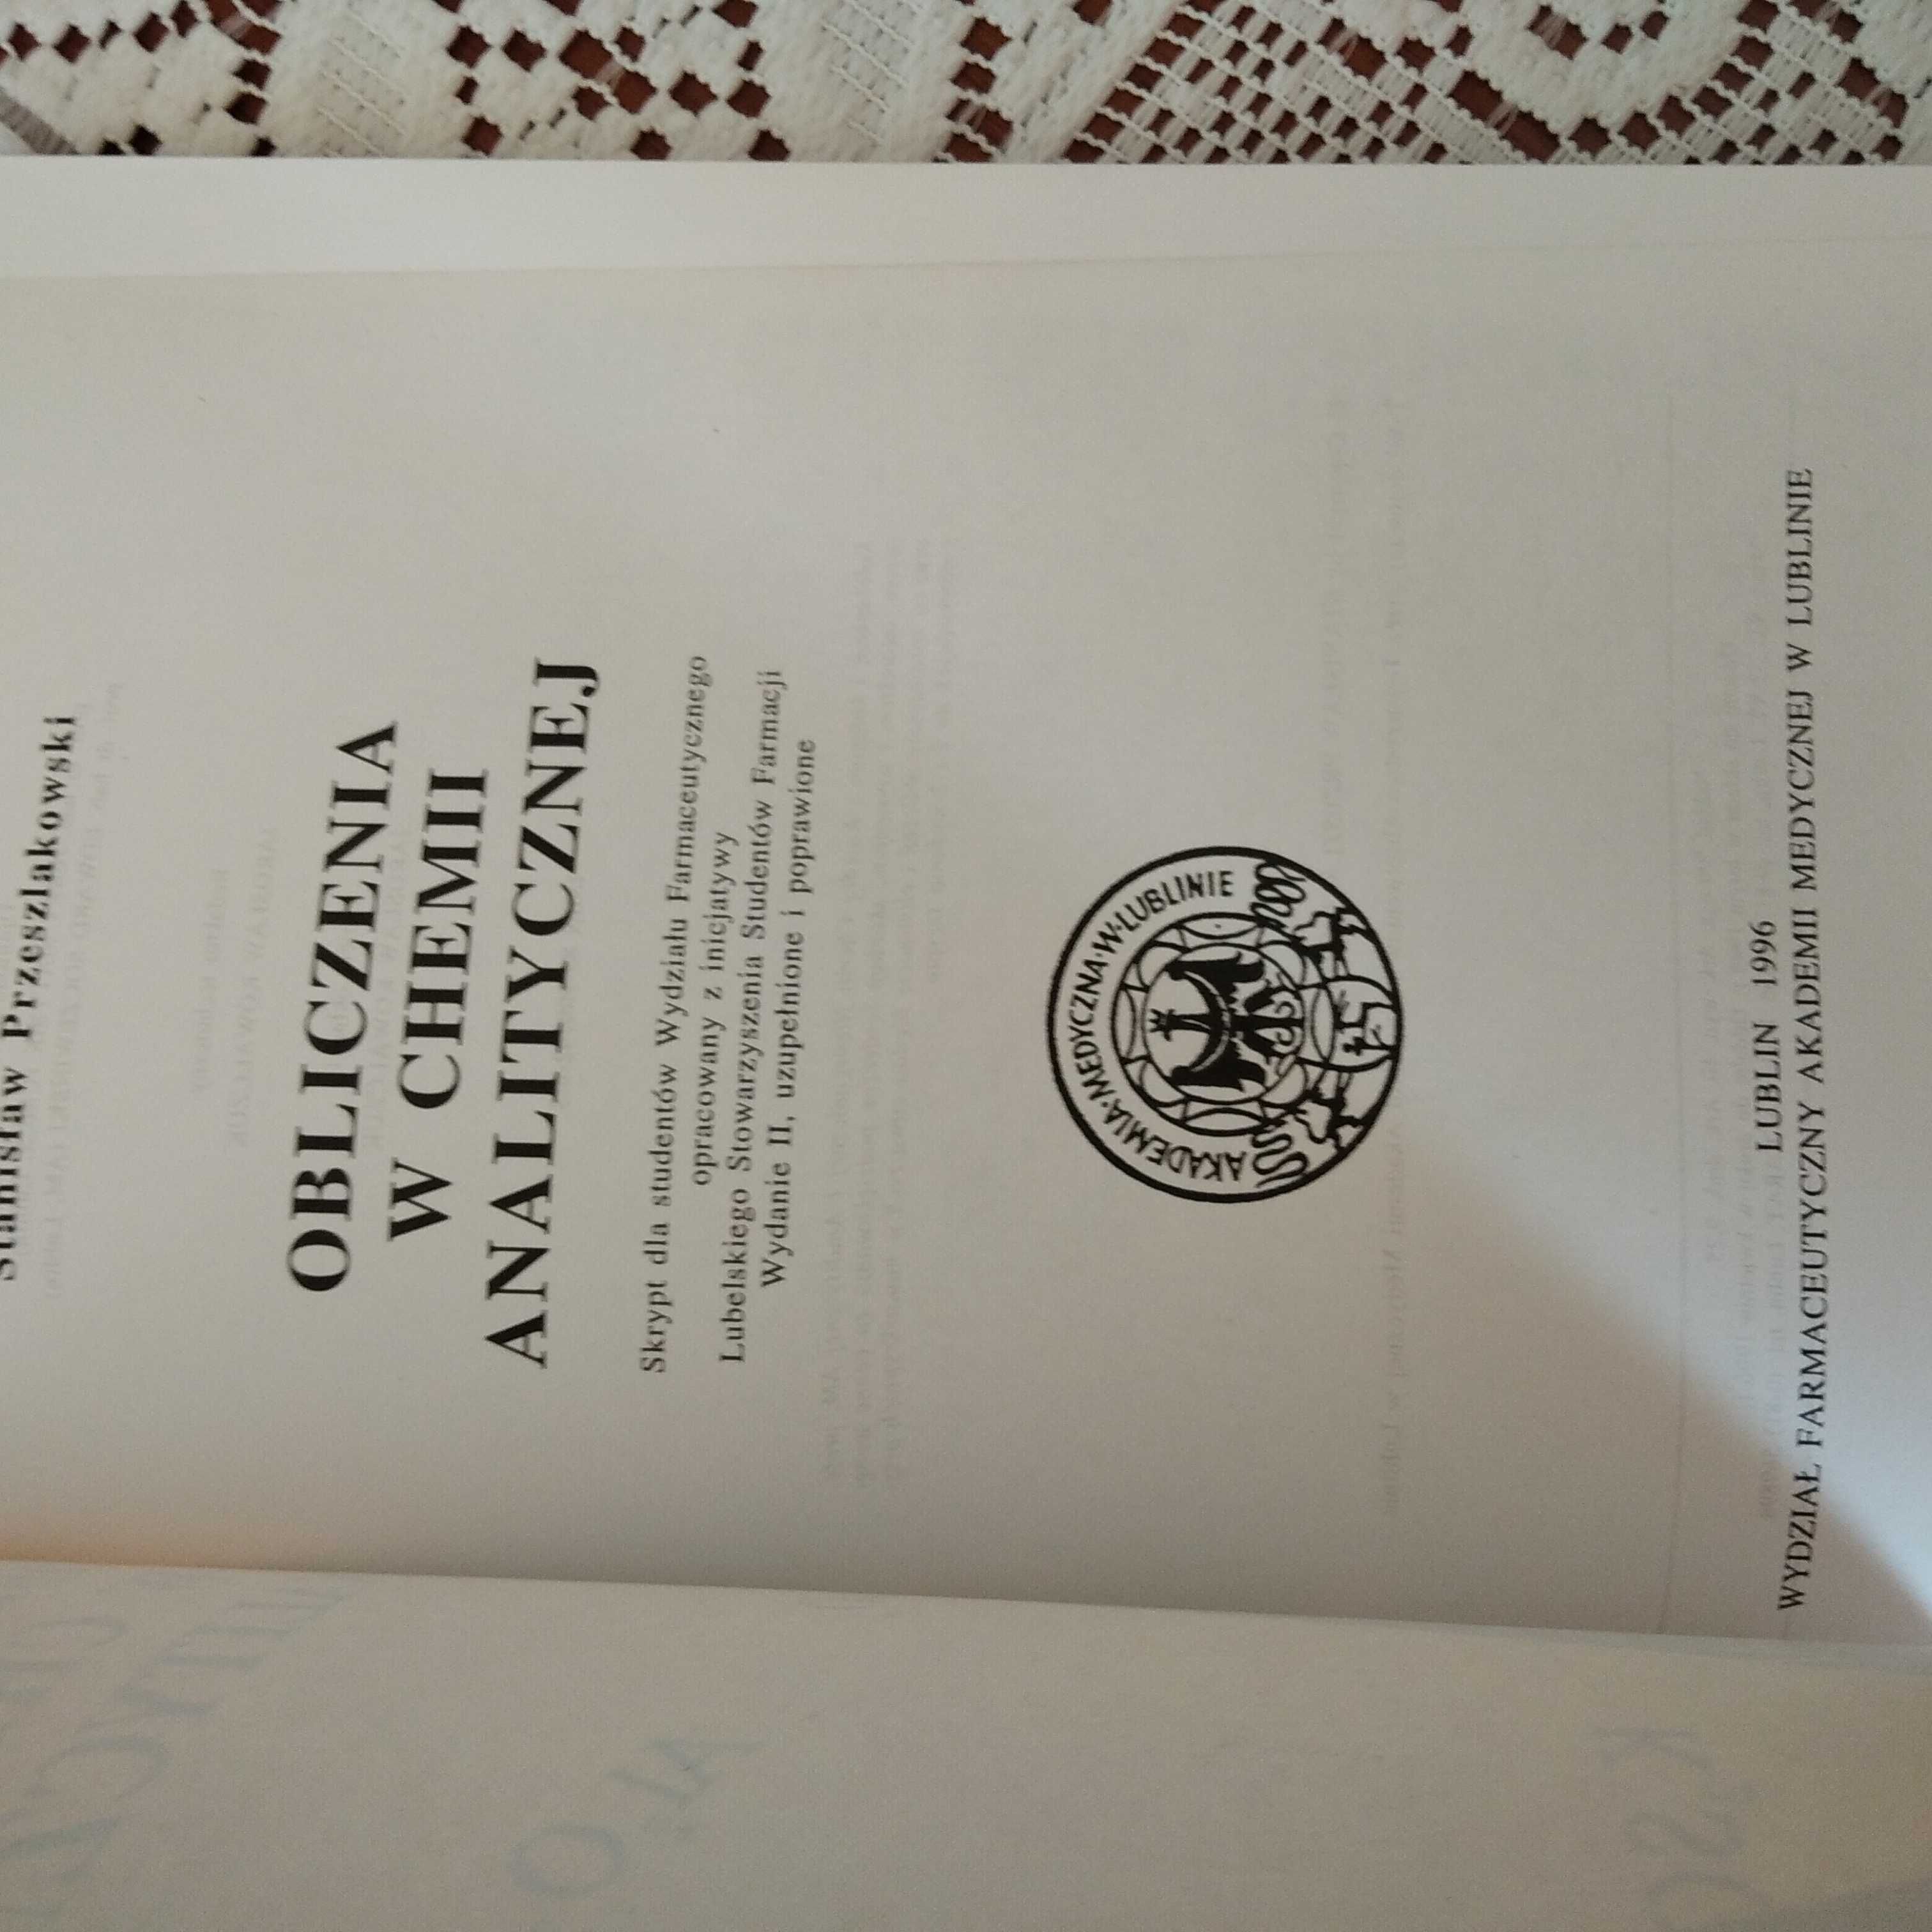 Stanisław Przeszlakowski
OBLICZENIA
W CHEMII
ANALITYCZNEJ
Skrypt dla studentów Wydziału Farmaceutycznego
opracowany z inicjatywy
Lubelskiego Stowarzyszenia Studentów Farmacji
Wydanie II, uzupełnione i poprawione
AKADEMIA·MEDYCZNA·W·LUBLINIE
LUBLIN 1996
WYDZIAŁ FARMACEUTYCZNY AKADEMII MEDYCZNEJ W LUBLINIE